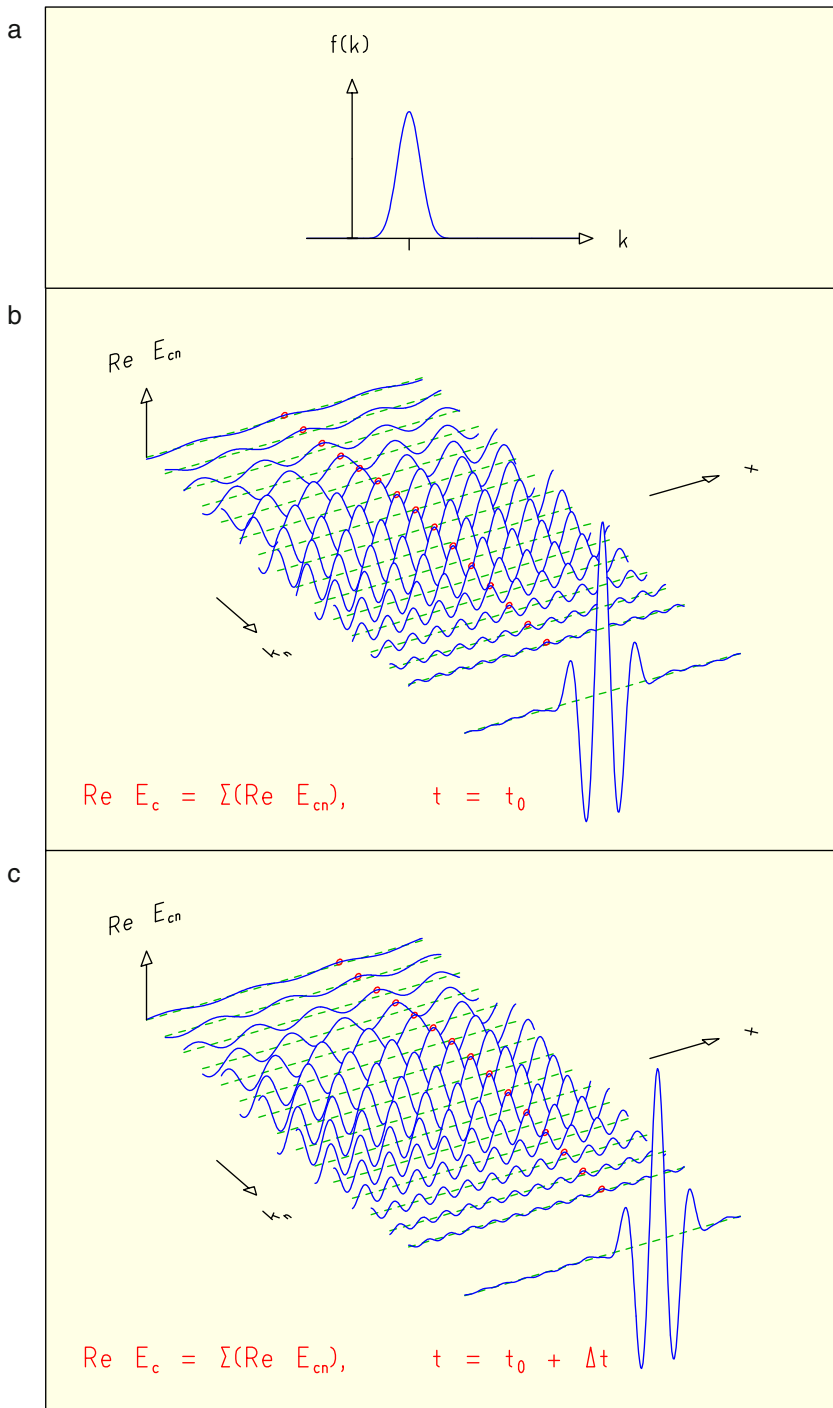 a
f(k)
k
b
Re E_cn
x
k_n
Re E_c = Σ(Re E_cn), t = t_0
c
Re E_cn
x
k_n
Re E_c = Σ(Re E_cn), t = t_0 + Δt